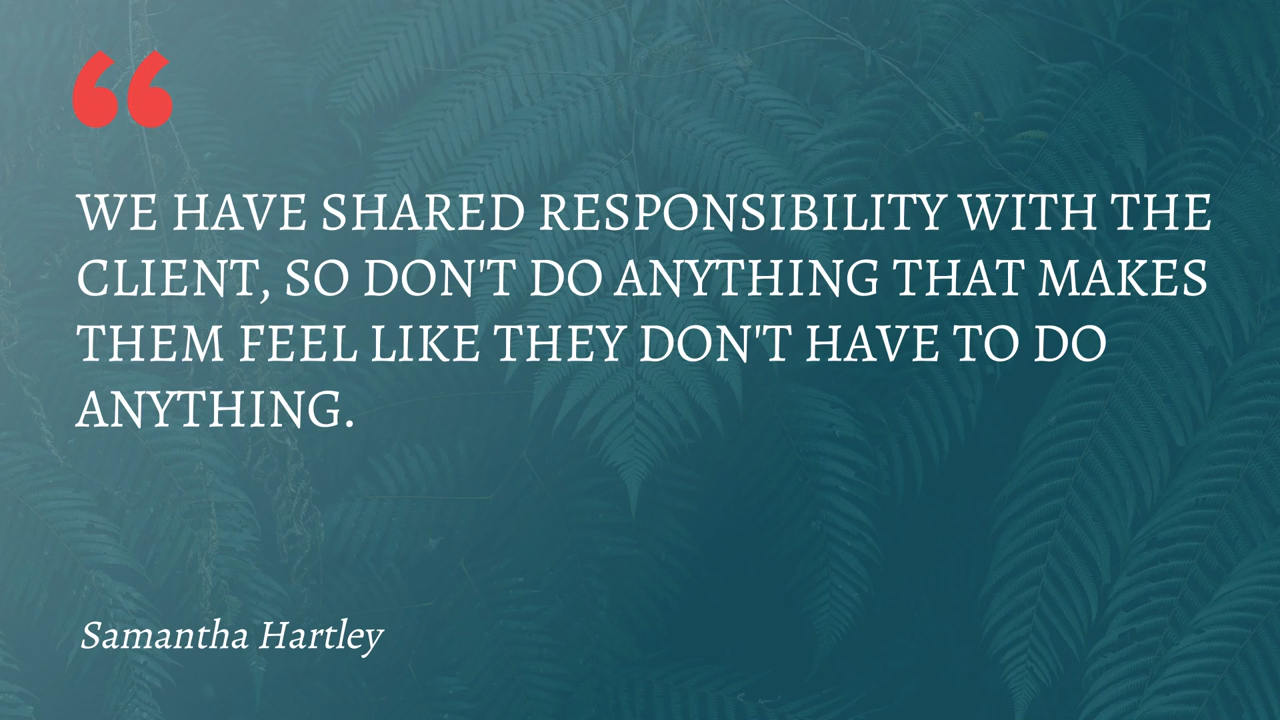 “
WE HAVE SHARED RESPONSIBILITY WITH THE
CLIENT, SO DON'T DO ANYTHING THAT MAKES
THEM FEEL LIKE THEY DON'T HAVE TO DO
ANYTHING.
Samantha Hartley